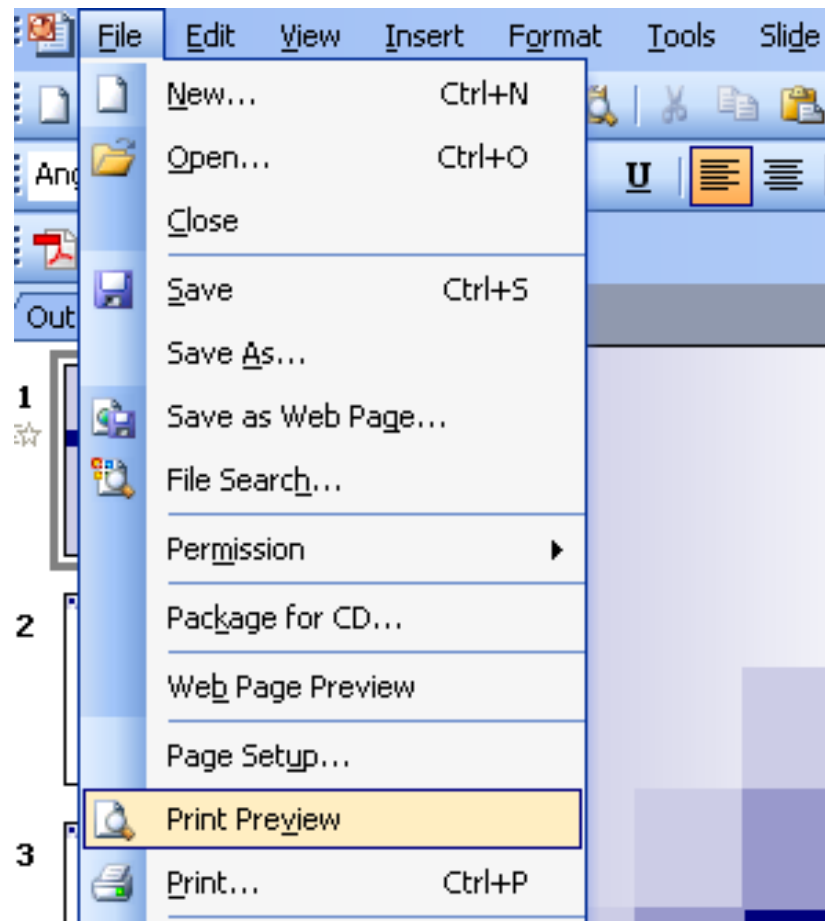 File Edit View Insert Format Tools Slide
New... Ctrl+N
Open... Ctrl+O
U
Close
Save Ctrl+S
Save As...
Save as Web Page...
File Search...
Permission
Package for CD...
Web Page Preview
Page Setup...
Print Preview
Print... Ctrl+P
1
2
3